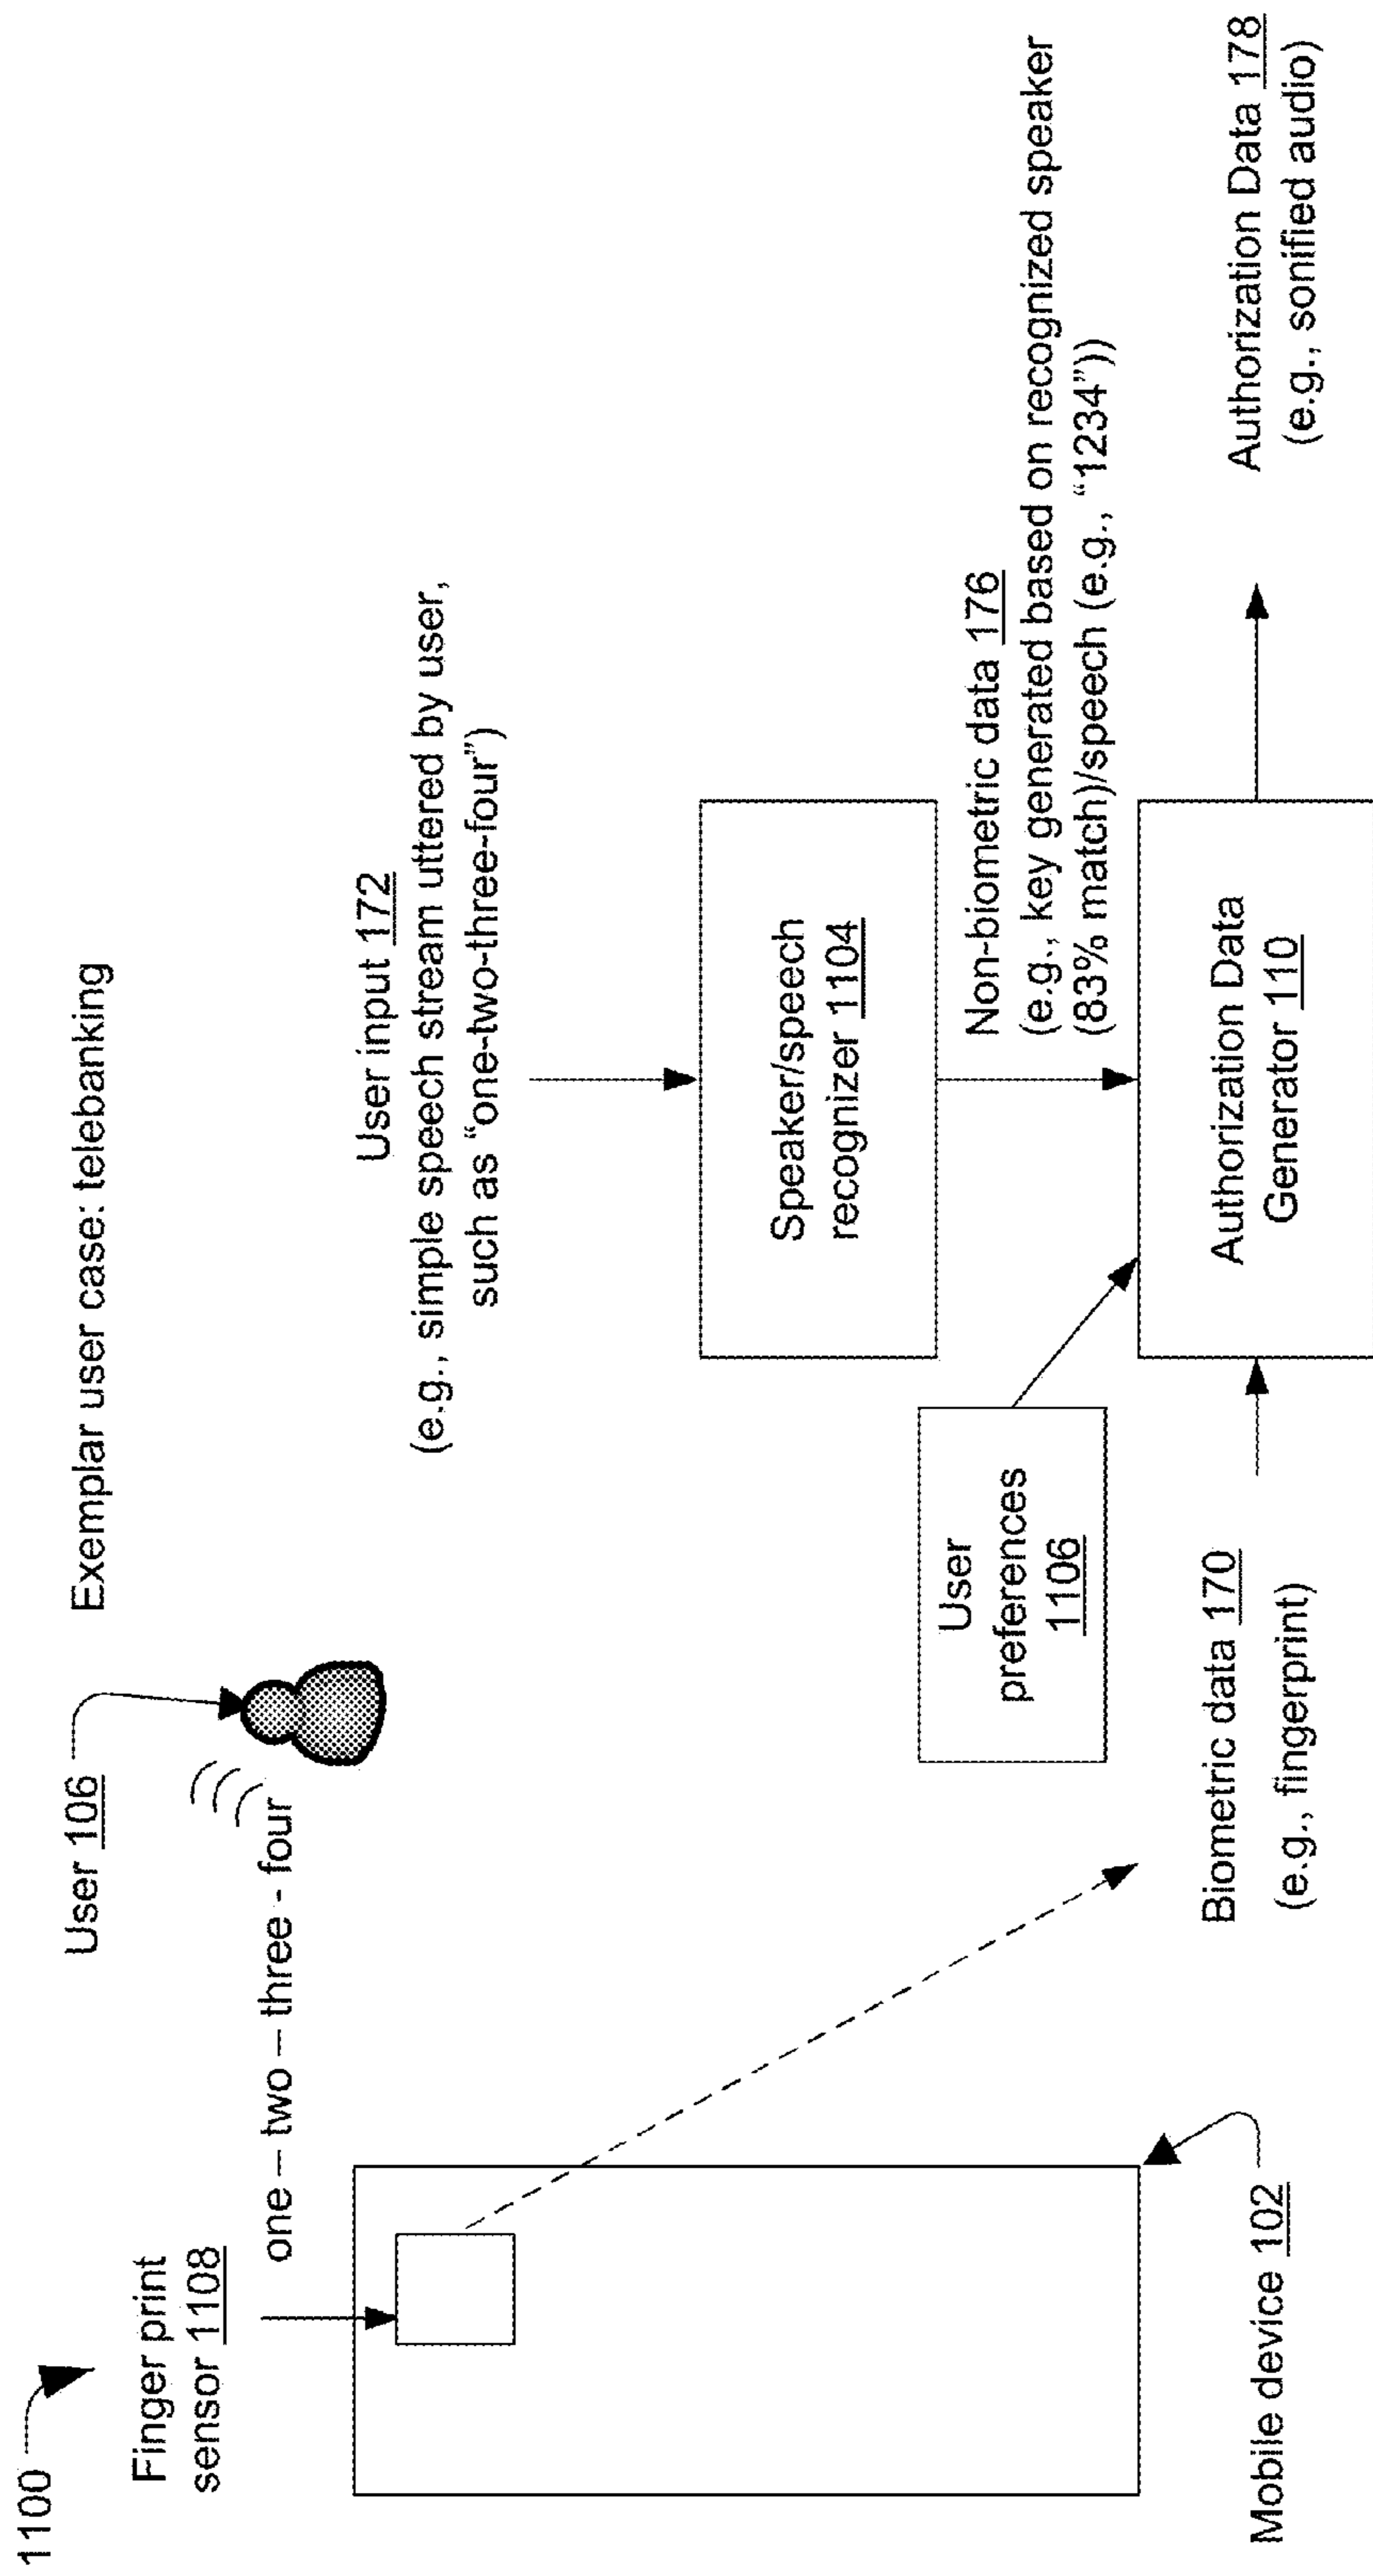 1100
Finger print
sensor 1108
User 106
Exemplar user case: telebanking
one – two – three - four
User input 172
(e.g., simple speech stream uttered by user,
such as “one-two-three-four”)
Speaker/speech
recognizer 1104
Non-biometric data 176
(e.g., key generated based on recognized speaker
(83% match)/speech (e.g., “1234”))
User
preferences
1106
Mobile device 102
Biometric data 170
(e.g., fingerprint)
Authorization Data
Generator 110
Authorization Data 178
(e.g., sonified audio)